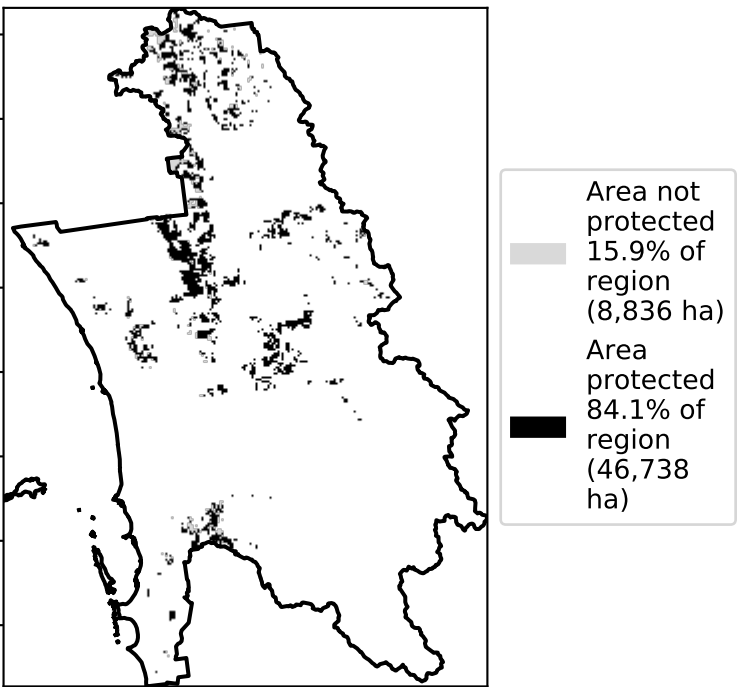 Area not
protected
15.9% of
region
(8,836 ha)
Area
protected
84.1% of
region
(46,738
ha)